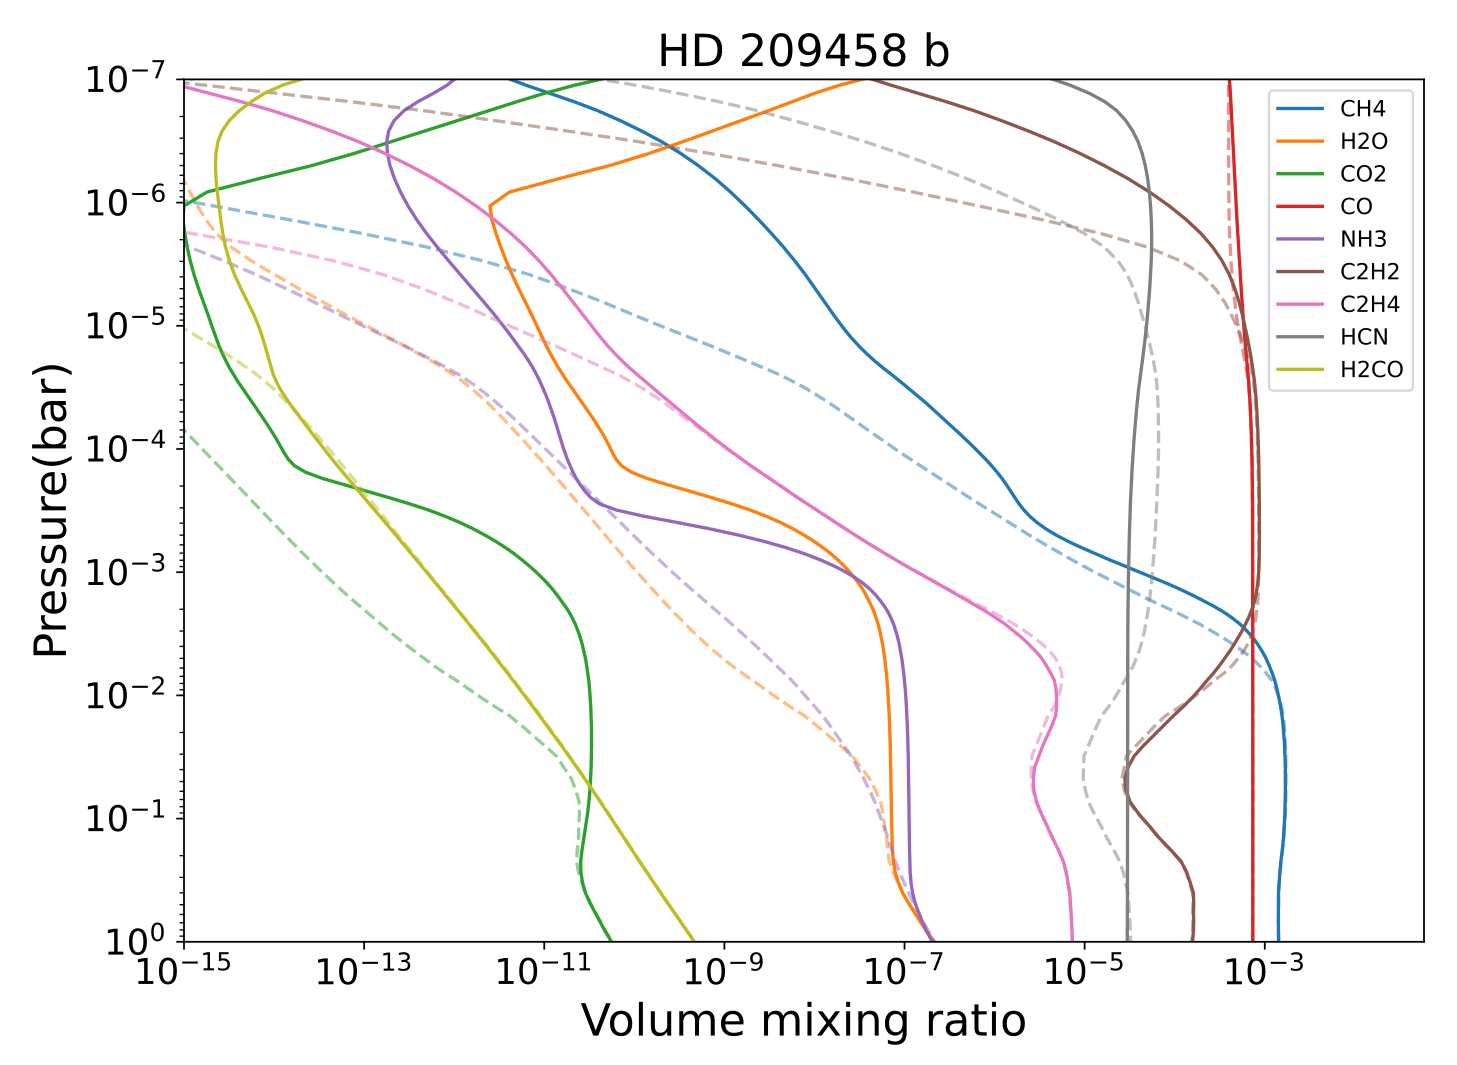 HD 209458 b
10⁻⁷
10⁻⁶
10⁻⁵
10⁻⁴
10⁻³
10⁻²
10⁻¹
10⁰
Pressure(bar)
CH4
H2O
CO2
CO
NH3
C2H2
C2H4
HCN
H2CO
10⁻¹⁵ 10⁻¹³ 10⁻¹¹ 10⁻⁹ 10⁻⁷ 10⁻⁵ 10⁻³
Volume mixing ratio